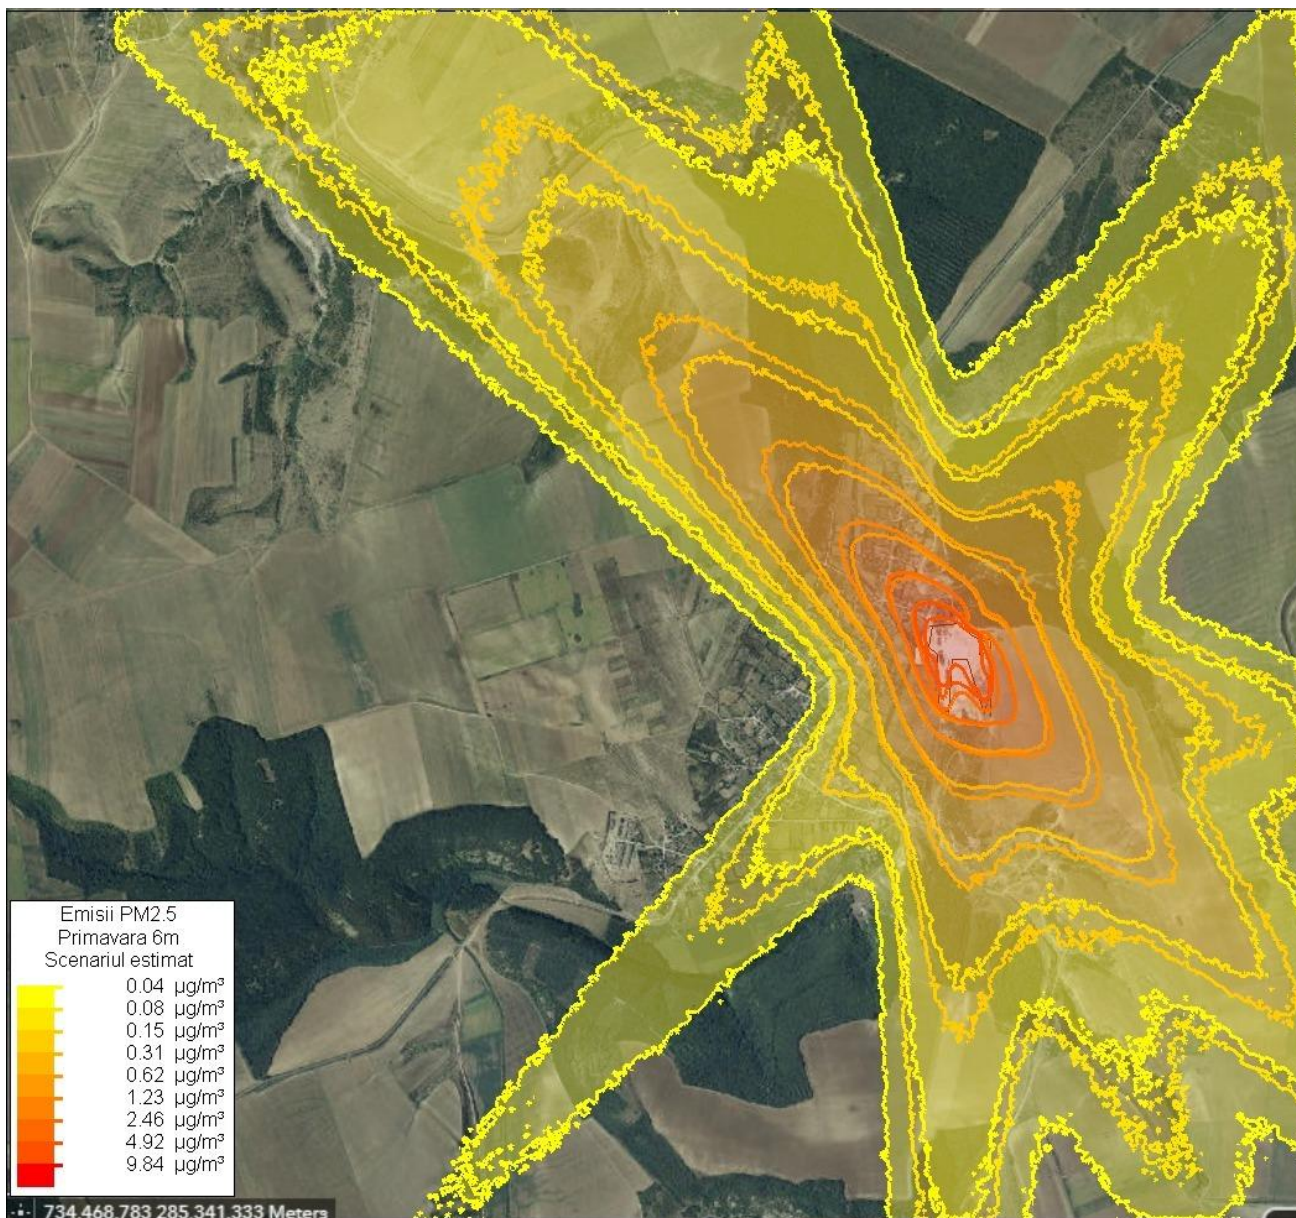 Emisii PM2.5
Primavara 6m
Scenariul estimat
0.04 µg/m³
0.08 µg/m³
0.15 µg/m³
0.31 µg/m³
0.62 µg/m³
1.23 µg/m³
2.46 µg/m³
4.92 µg/m³
9.84 µg/m³
734,468.783 285,341.333 Meters